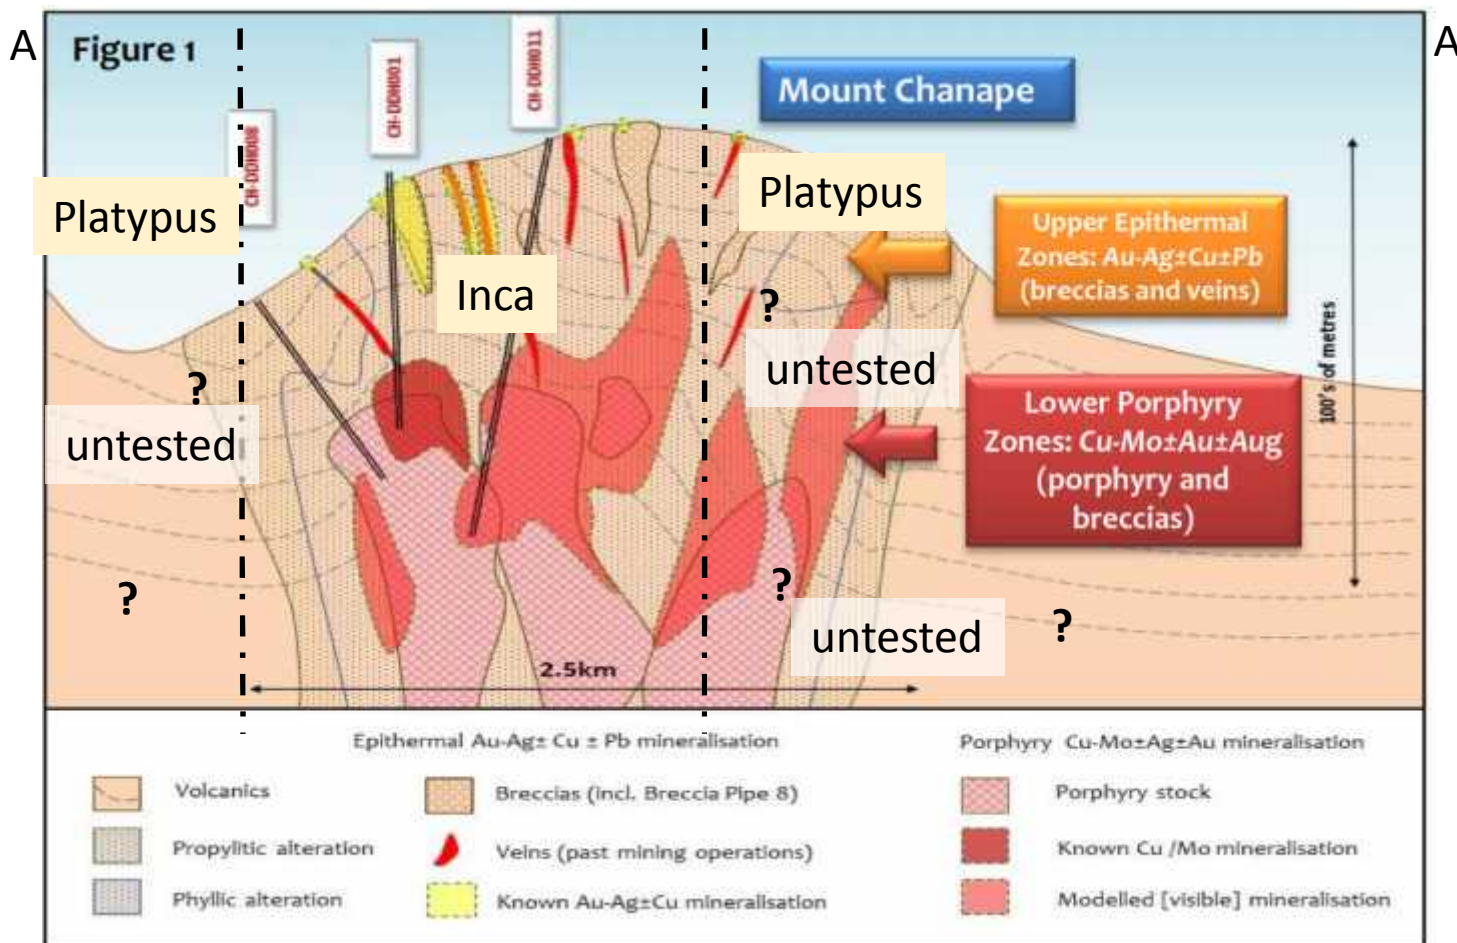 A
A
Figure 1
CH-DDH008
CH-DDH001
CH-DDH011
Mount Chanape
Platypus
Platypus
Upper Epithermal
Zones: Au-Ag±Cu±Pb
(breccias and veins)
Inca
?
?
untested
untested
100's of metres
Lower Porphyry
Zones: Cu-Mo±Au±Aug
(porphyry and
breccias)
?
?
?
untested
2.5km
Epithermal Au-Ag± Cu ± Pb mineralisation
Volcanics
Propylitic alteration
Phyllic alteration
Breccias (incl. Breccia Pipe 8)
Veins (past mining operations)
Known Au-Ag±Cu mineralisation
Porphyry Cu-Mo±Ag±Au mineralisation
Porphyry stock
Known Cu /Mo mineralisation
Modelled [visible] mineralisation